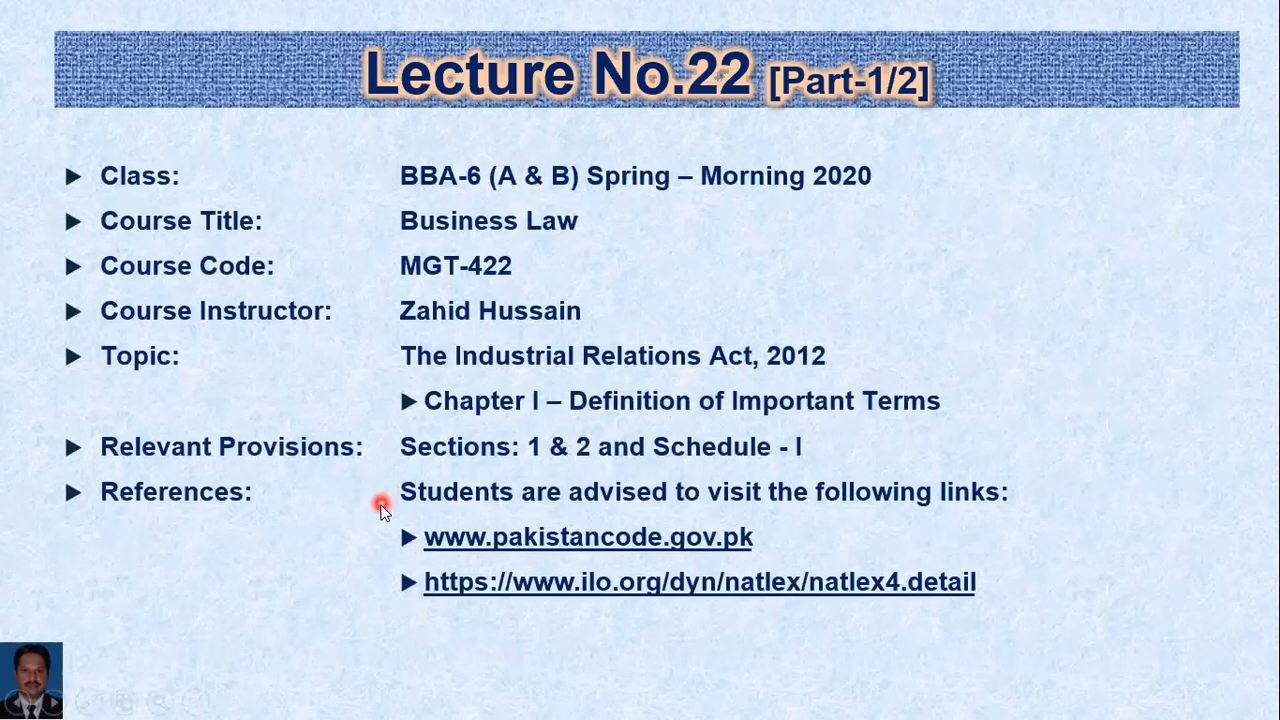 Lecture No.22 [Part-1/2]
Class: BBA-6 (A & B) Spring – Morning 2020
Course Title: Business Law
Course Code: MGT-422
Course Instructor: Zahid Hussain
Topic: The Industrial Relations Act, 2012
Chapter I – Definition of Important Terms
Relevant Provisions: Sections: 1 & 2 and Schedule - I
References: Students are advised to visit the following links:
www.pakistancode.gov.pk
https://www.ilo.org/dyn/natlex/natlex4.detail